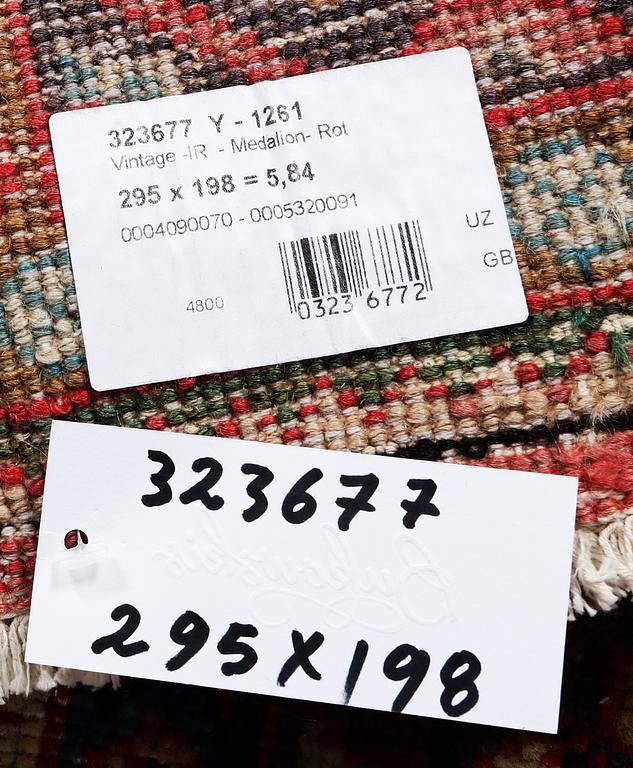 323677 Y - 1261
Vintage -IR - Medalion- Rot
295 x 198 = 5,84
0004090070 - 0005320091
UZ
GB
4800
0323 6772
323677
Bukowskis
295X198